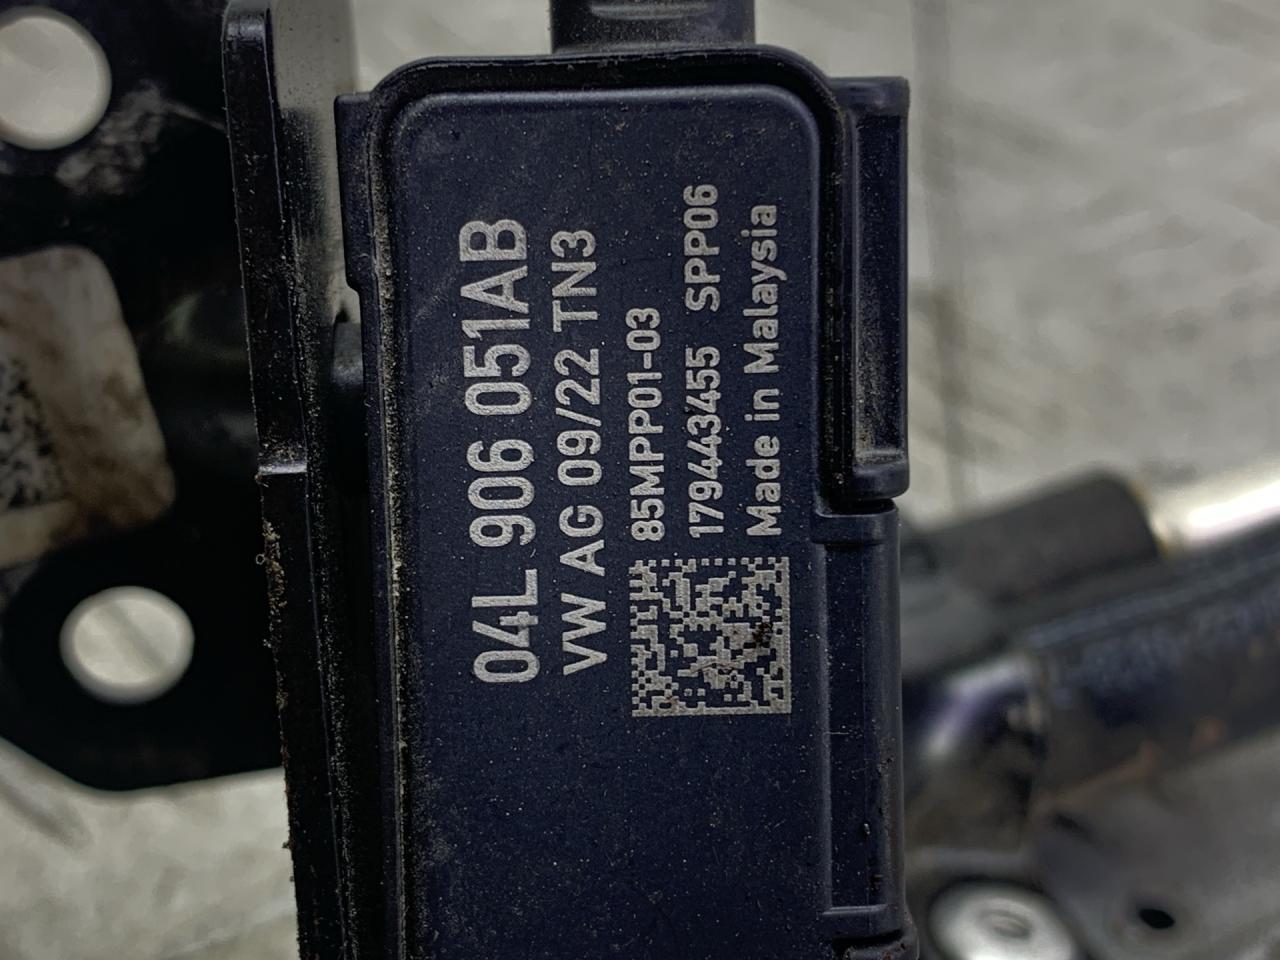 04L 906 051AB
VW AG 09/22 TN3
85MPP01-03
179443455 SPP06
Made in Malaysia